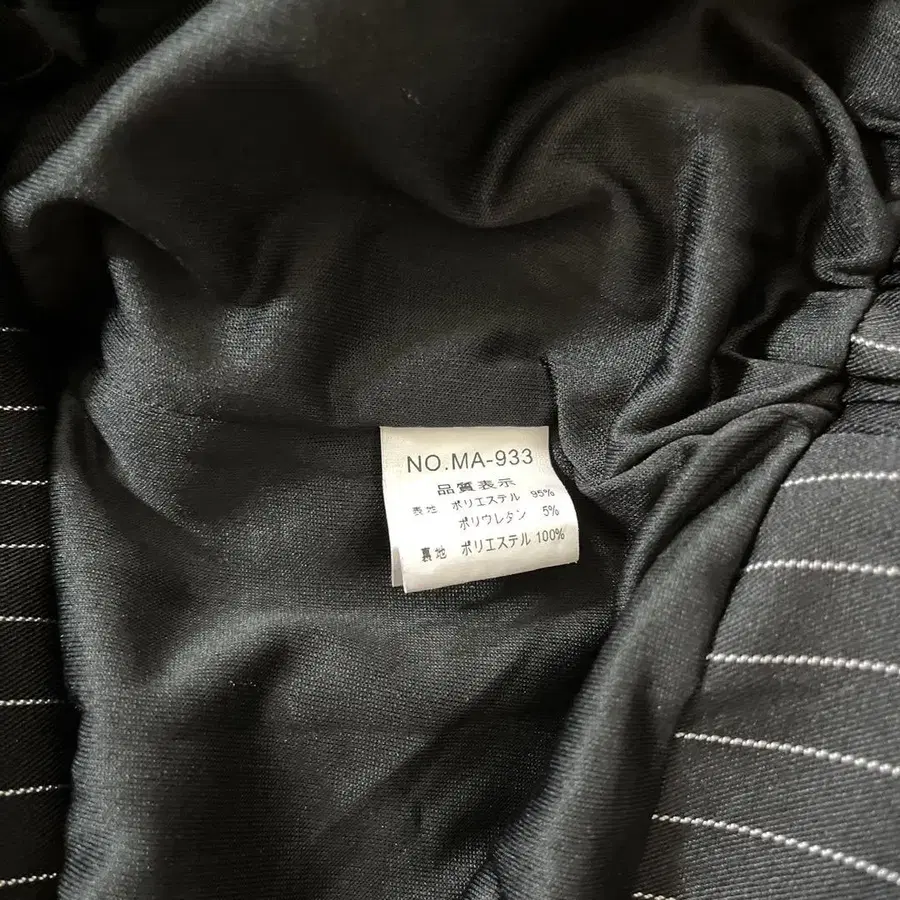 NO.MA-933
品質表示
表地 ポリエステル 95%
ポリウレタン 5%
裏地 ポリエステル 100%